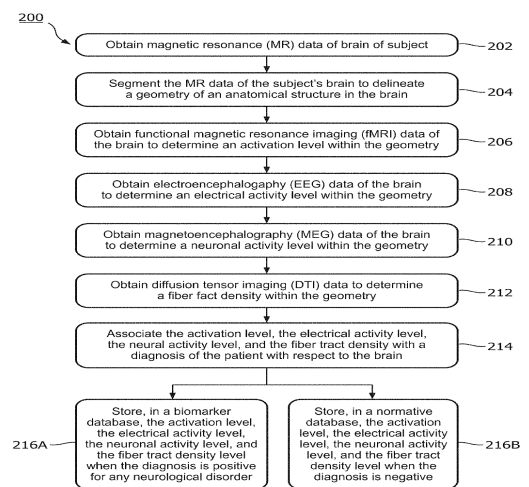 200
Obtain magnetic resonance (MR) data of brain of subject
202
Segment the MR data of the subject's brain to delineate
a geometry of an anatomical structure in the brain
204
Obtain functional magnetic resonance imaging (fMRI) data of
the brain to determine an activation level within the geometry
206
Obtain electroencephalogaphy (EEG) data of the brain
to determine an electrical activity level within the geometry
208
Obtain magnetoencephalography (MEG) data of the brain
to determine a neuronal activity level within the geometry
210
Obtain diffusion tensor imaging (DTI) data to determine
a fiber fact density within the geometry
212
Associate the activation level, the electrical activity level,
the neural activity level, and the fiber tract density with a
diagnosis of the patient with respect to the brain
214
Store, in a biomarker
database, the activation level,
the electrical activity level,
the neuronal activity level, and
the fiber tract density level
when the diagnosis is positive
for any neurological disorder
216A
Store, in a normative
database, the activation
level, the electrical activity
level, the neuronal activity
level, and the fiber tract
density level when the
diagnosis is negative
216B